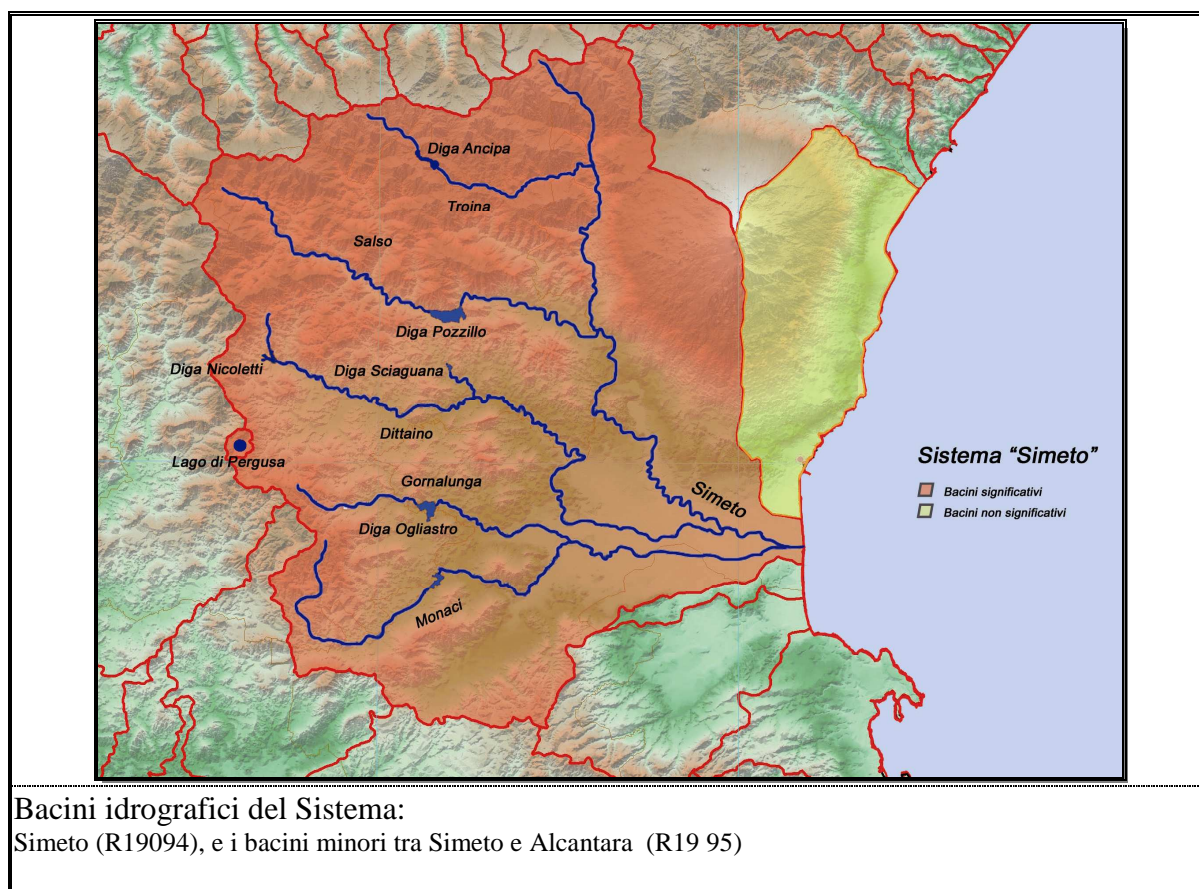 Diga Ancipa
Troina
Salso
Diga Pozzillo
Diga Nicoletti
Diga Sciaguana
Dittaino
Lago di Pergusa
Gornalunga
Simeto
Diga Ogliastro
Monaci
Sistema “Simeto”
Bacini significativi
Bacini non significativi
Bacini idrografici del Sistema:
Simeto (R19094), e i bacini minori tra Simeto e Alcantara (R19 95)